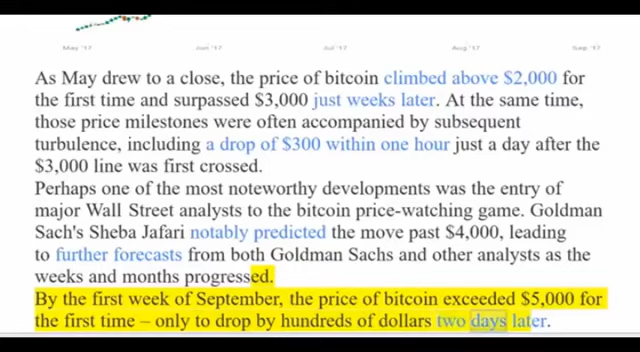 May '17 Jun '17 Jul '17 Aug '17 Sep '17
As May drew to a close, the price of bitcoin climbed above $2,000 for
the first time and surpassed $3,000 just weeks later. At the same time,
those price milestones were often accompanied by subsequent
turbulence, including a drop of $300 within one hour just a day after the
$3,000 line was first crossed.
Perhaps one of the most noteworthy developments was the entry of
major Wall Street analysts to the bitcoin price-watching game. Goldman
Sach's Sheba Jafari notably predicted the move past $4,000, leading
to further forecasts from both Goldman Sachs and other analysts as the
weeks and months progressed.
By the first week of September, the price of bitcoin exceeded $5,000 for
the first time – only to drop by hundreds of dollars two days later.